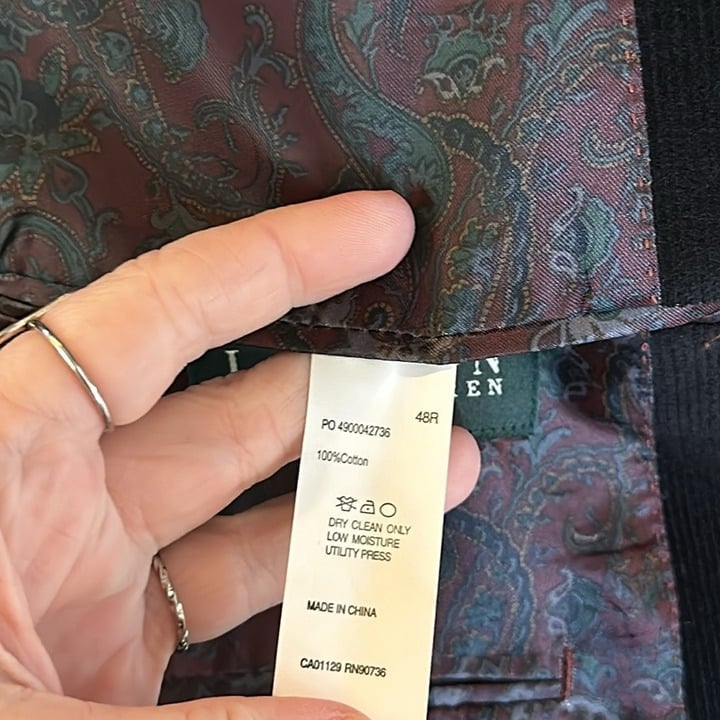 48R
PO 4900042736
100%Cotton
DRY CLEAN ONLY
LOW MOISTURE
UTILITY PRESS
MADE IN CHINA
CA01129 RN90736